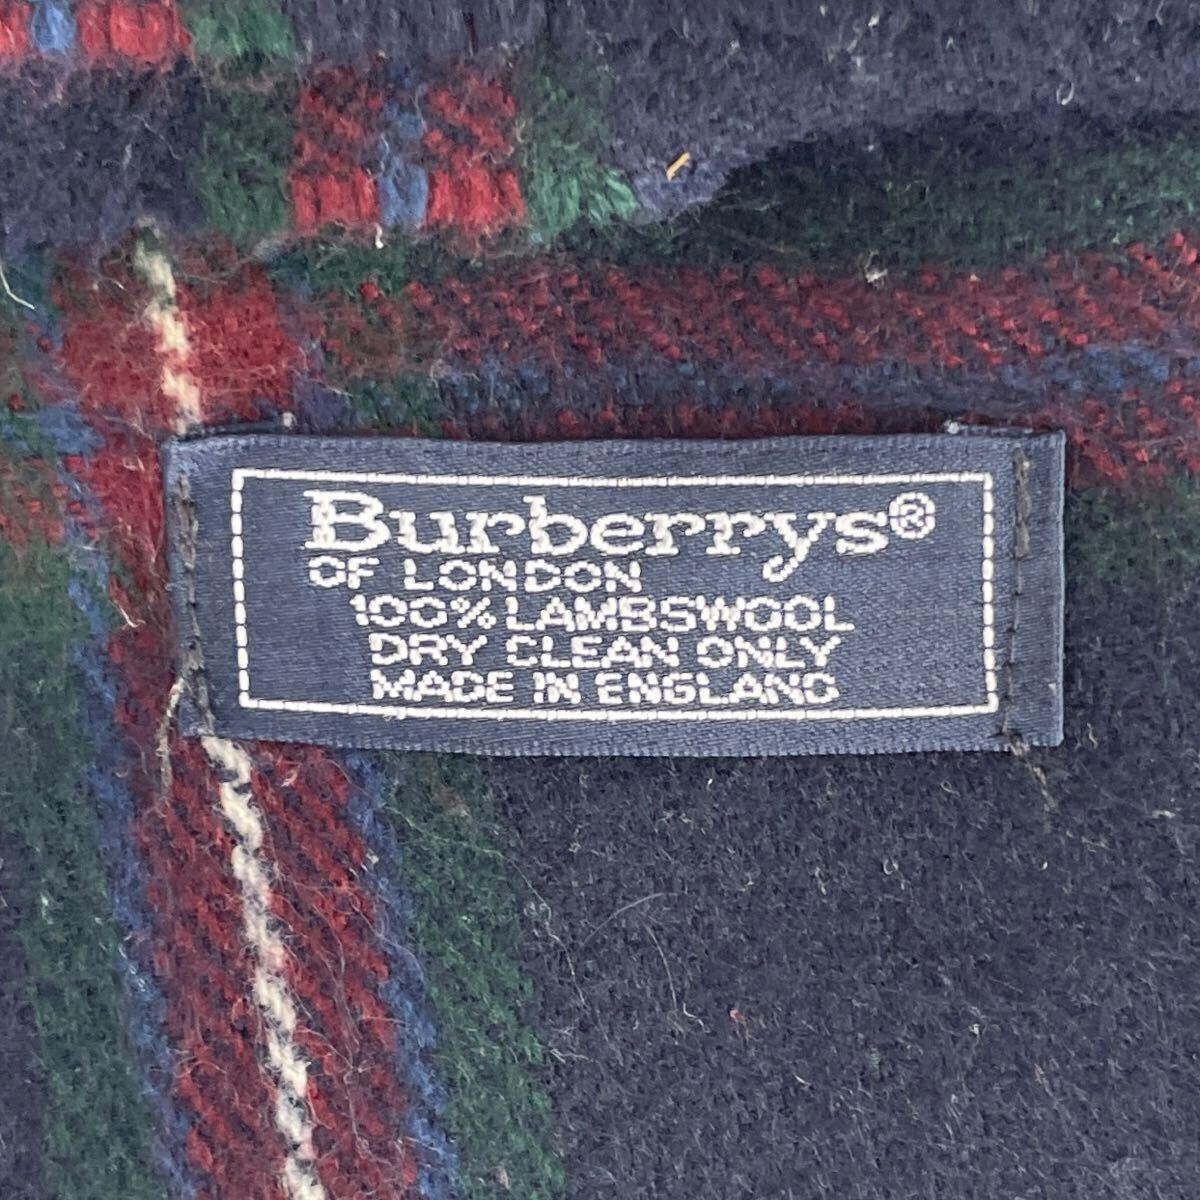 Burberrys®
OF LONDON
100% LAMBSWOOL
DRY CLEAN ONLY
MADE IN ENGLAND